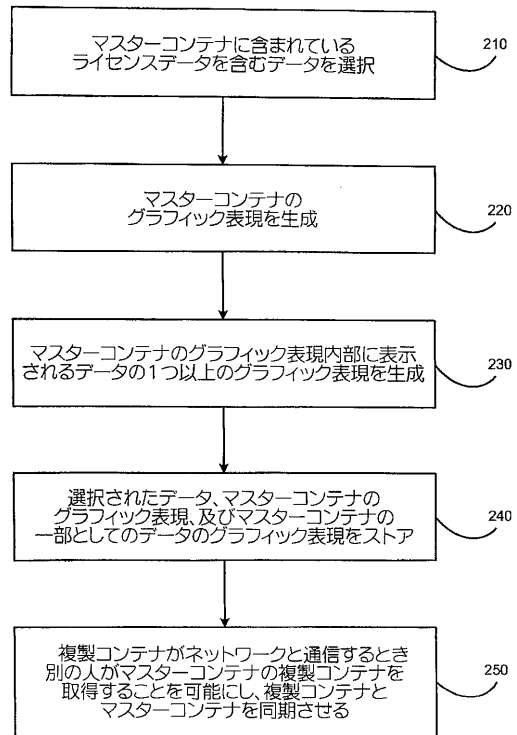 マスターコンテナに含まれている
ライセンスデータを含むデータを選択
210
マスターコンテナの
グラフィック表現を生成
220
マスターコンテナのグラフィック表現内部に表示
されるデータの1つ以上のグラフィック表現を生成
230
選択されたデータ、マスターコンテナの
グラフィック表現、及びマスターコンテナの
一部としてのデータのグラフィック表現をストア
240
複製コンテナがネットワークと通信するとき
別の人がマスターコンテナの複製コンテナを
取得することを可能にし、複製コンテナと
マスターコンテナを同期させる
250